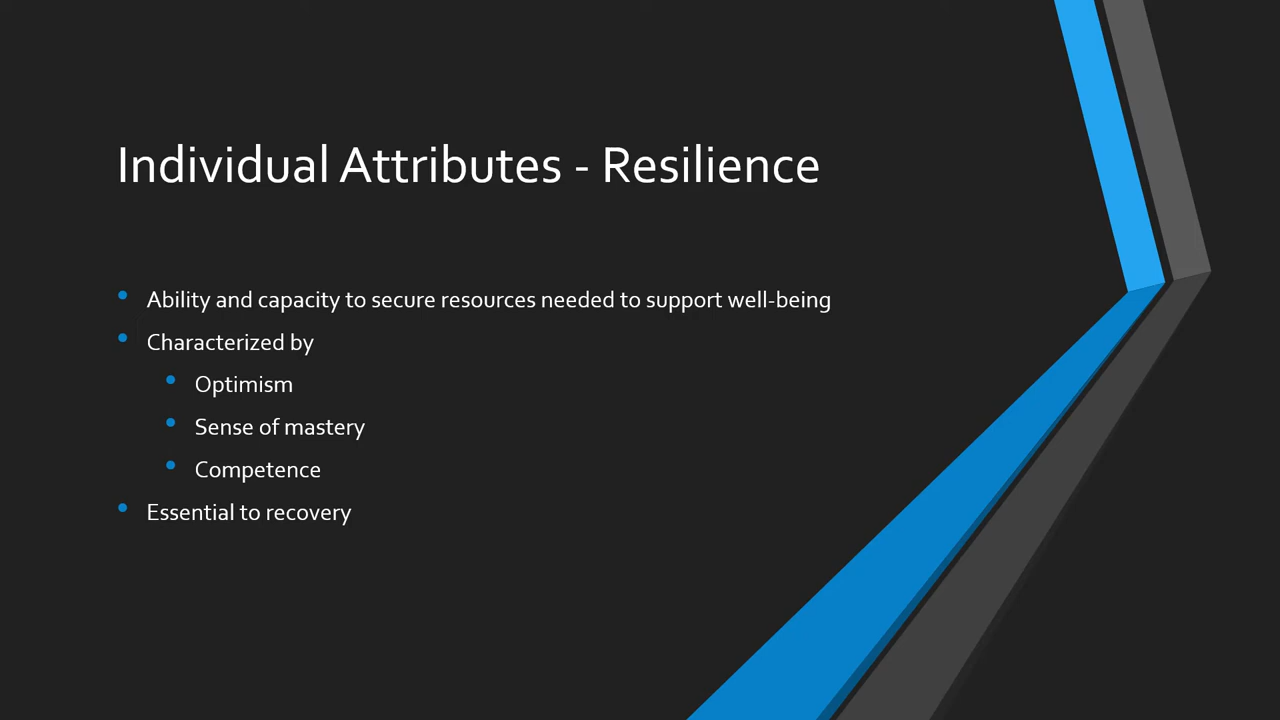 Individual Attributes - Resilience
• Ability and capacity to secure resources needed to support well-being
• Characterized by
• Optimism
• Sense of mastery
• Competence
• Essential to recovery